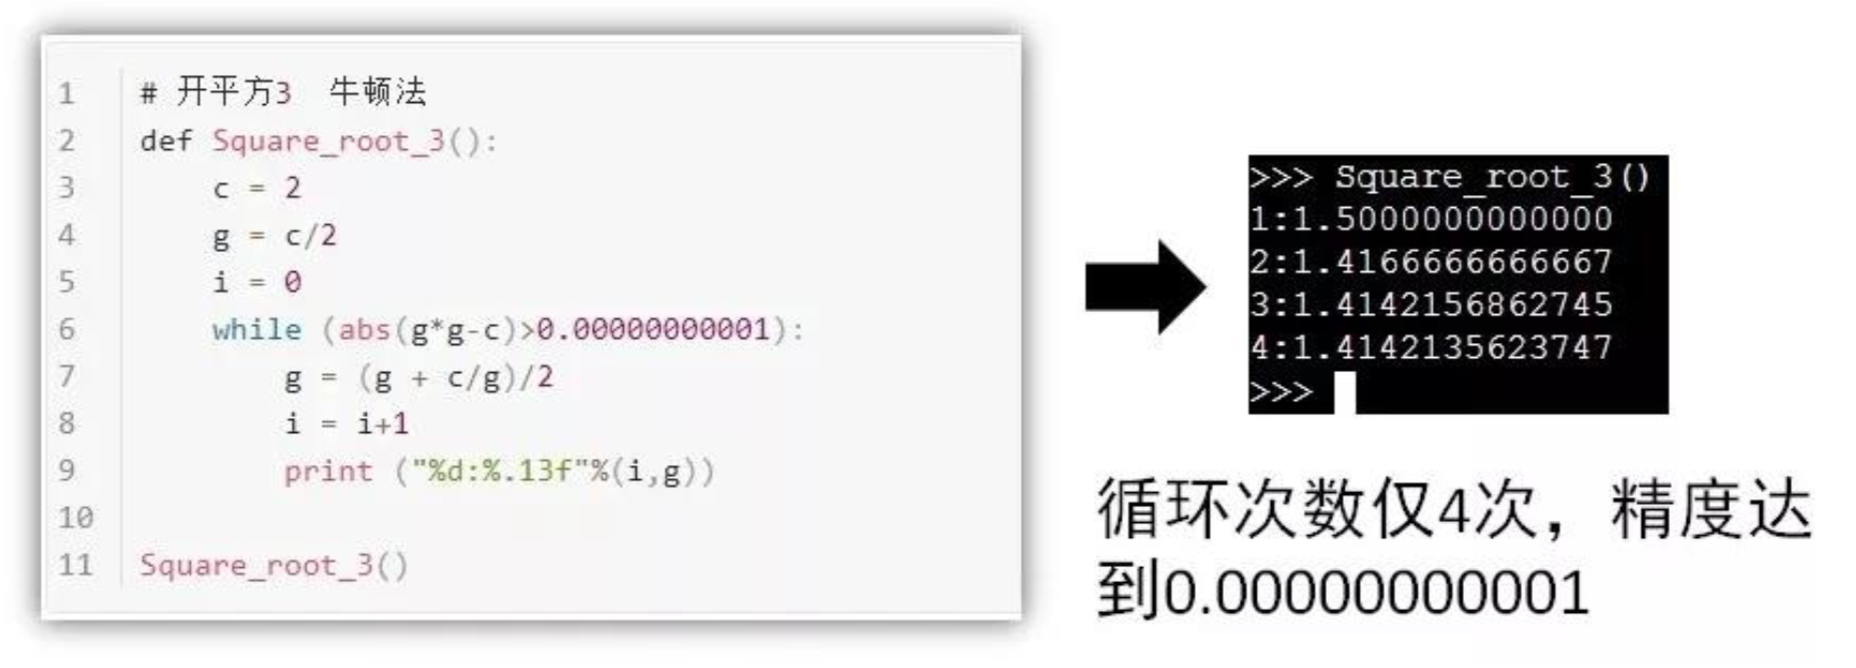 1 # 开平方3 牛顿法
2 def Square_root_3():
3 c = 2
4 g = c/2
5 i = 0
6 while (abs(g*g-c)>0.00000000001):
7 g = (g + c/g)/2
8 i = i+1
9 print ("%d:%.13f"%(i,g))
10
11 Square_root_3()
>>> Square_root_3()
1:1.5000000000000
2:1.4166666666667
3:1.4142156862745
4:1.4142135623747
>>>
循环次数仅4次，精度达
到0.00000000001